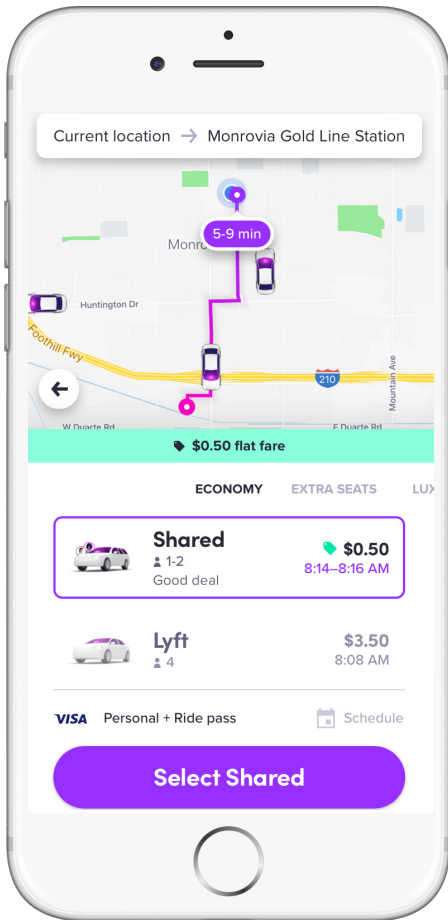 Current location → Monrovia Gold Line Station
5-9 min
Monro
Huntington Dr
Foothill Fwy
210
Mountain Ave
W Duarte Rd
E Duarte Rd
$0.50 flat fare
ECONOMY EXTRA SEATS LUX
Shared
$0.50
1-2
8:14–8:16 AM
Good deal
Lyft
$3.50
4
8:08 AM
VISA Personal + Ride pass Schedule
Select Shared